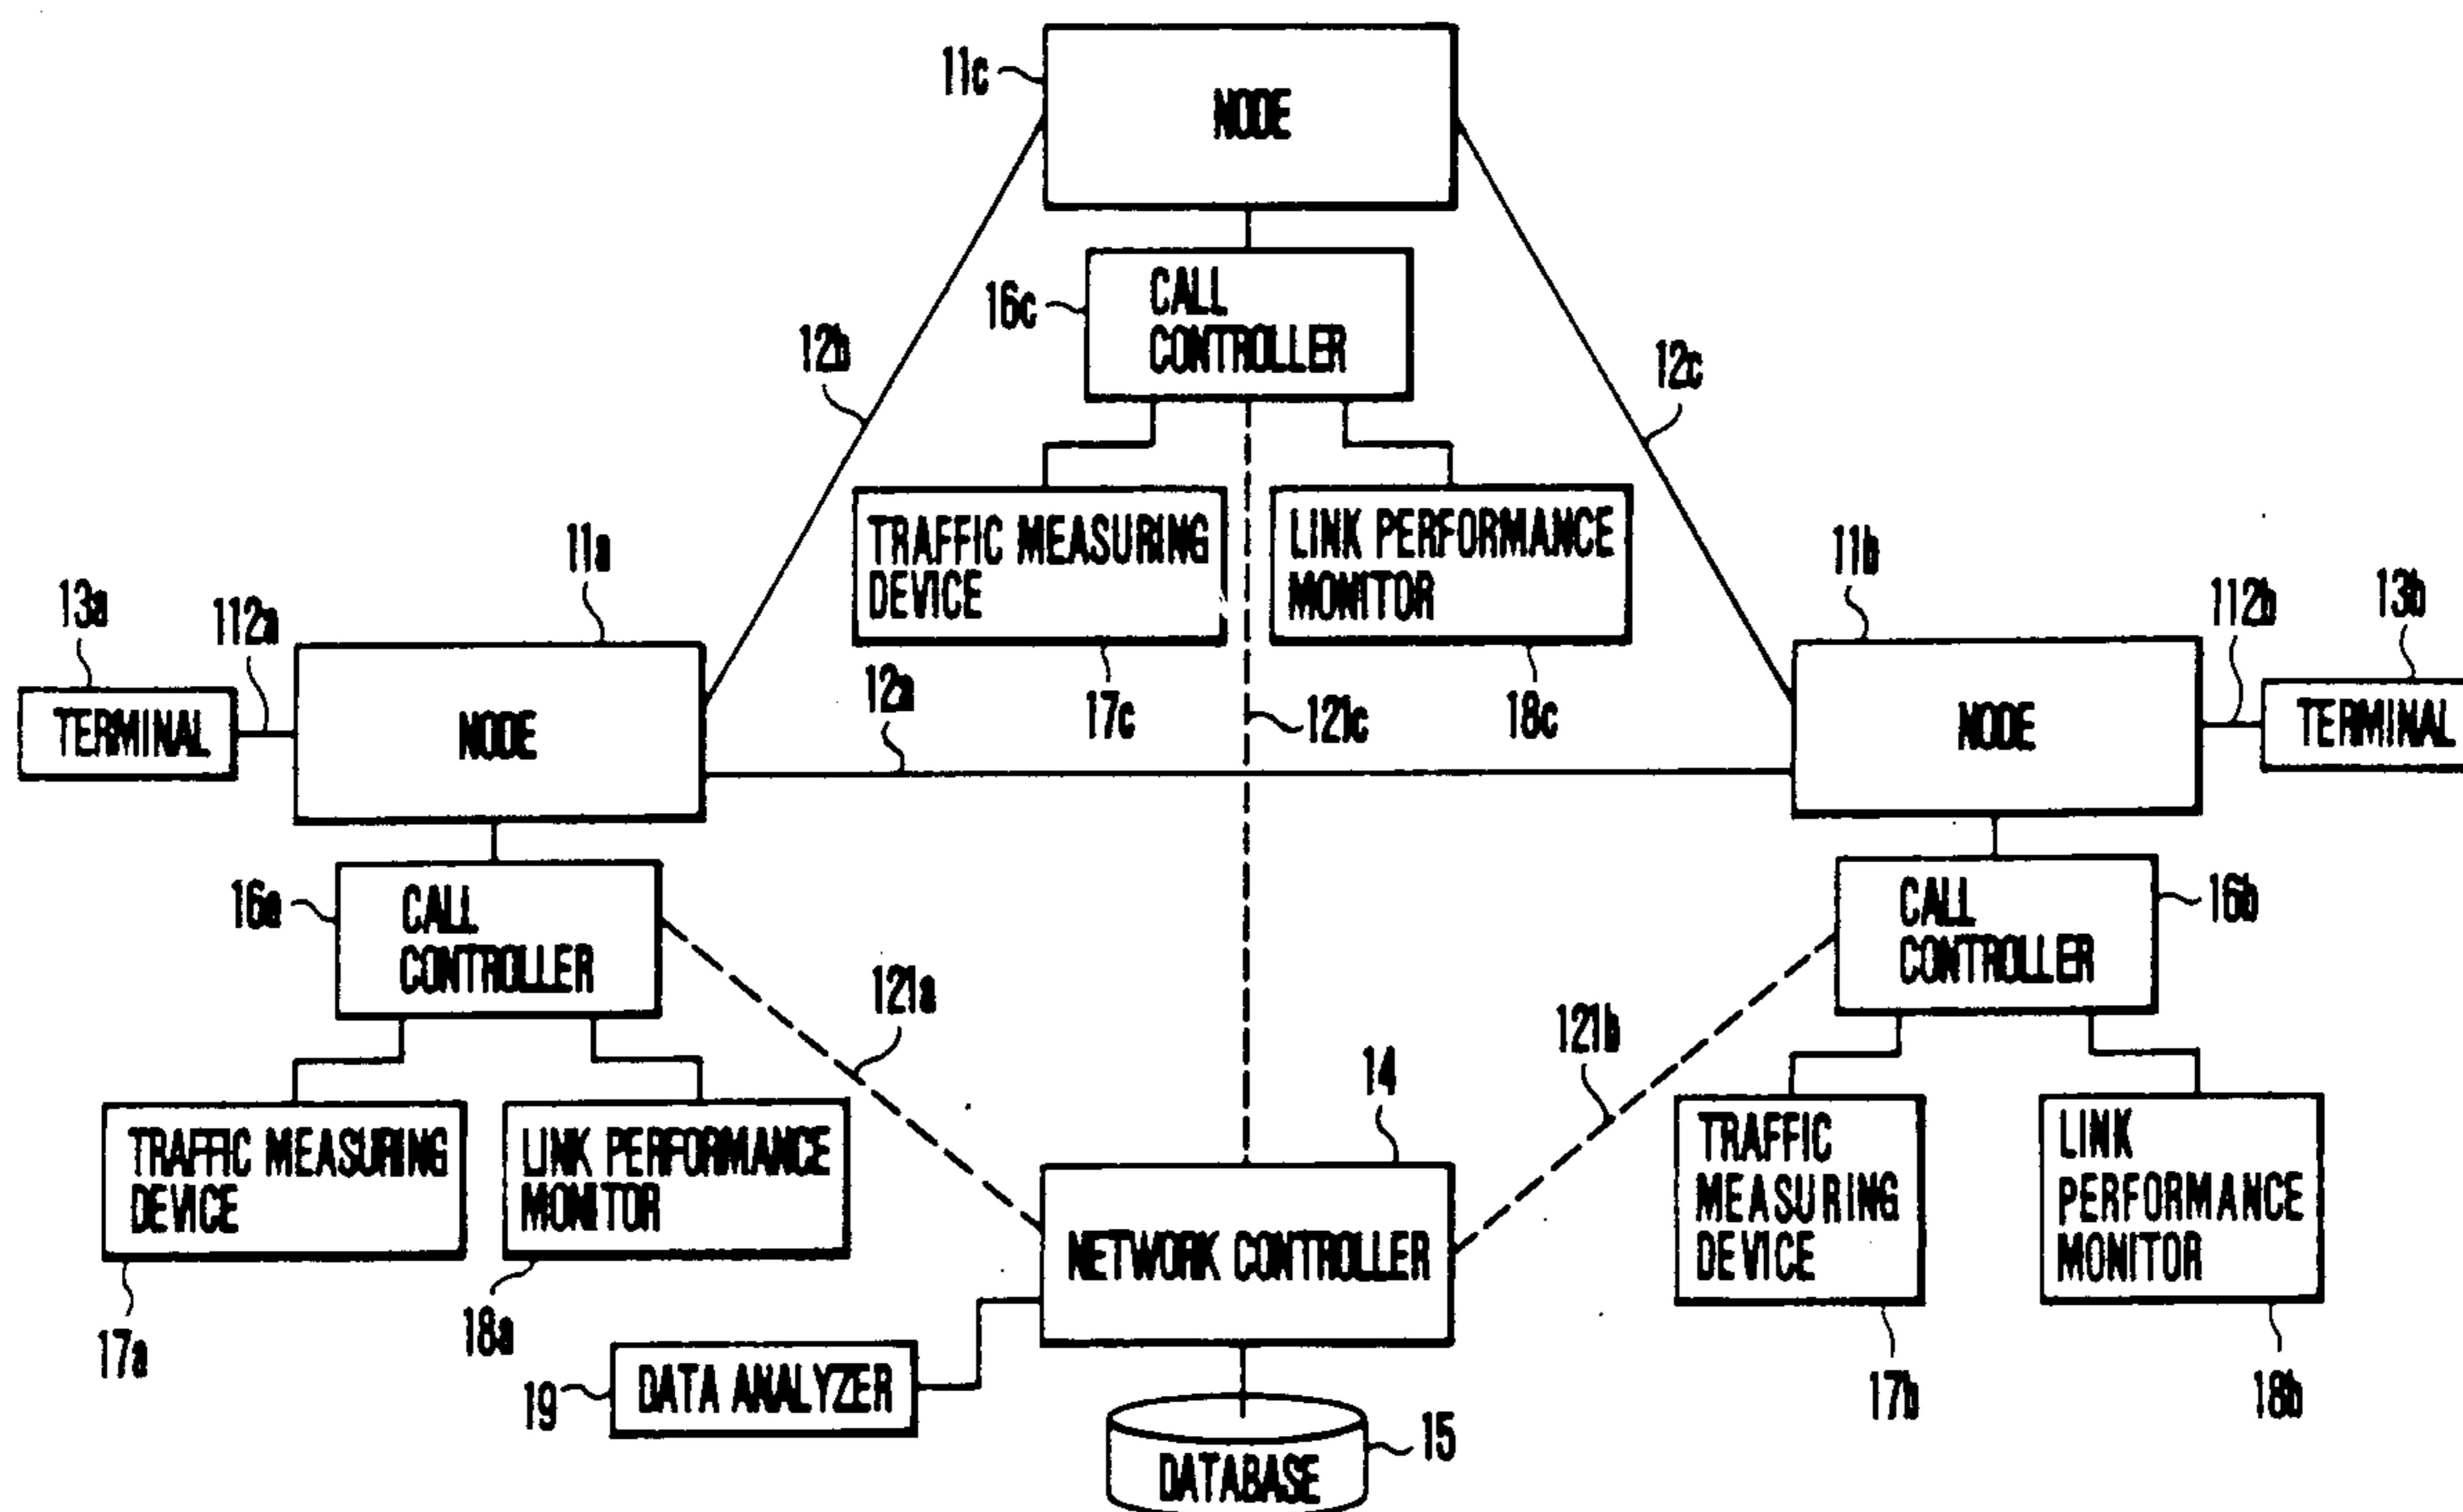 11c
NODE
16c
CALL
CONTROLLER
12b
12c
TRAFFIC MEASURING
DEVICE
LINK PERFORMANCE
MONITOR
17c
121c
18c
13a
112a
11a
TERMINAL
NODE
12a
11b
112b
13b
NODE
TERMINAL
16a
CALL
CONTROLLER
121a
16b
CALL
CONTROLLER
121b
14
TRAFFIC MEASURING
DEVICE
LINK PERFORMANCE
MONITOR
17a
18a
NETWORK CONTROLLER
TRAFFIC
MEASURING
DEVICE
LINK
PERFORMANCE
MONITOR
17b
18b
19
DATA ANALYZER
15
DATABASE